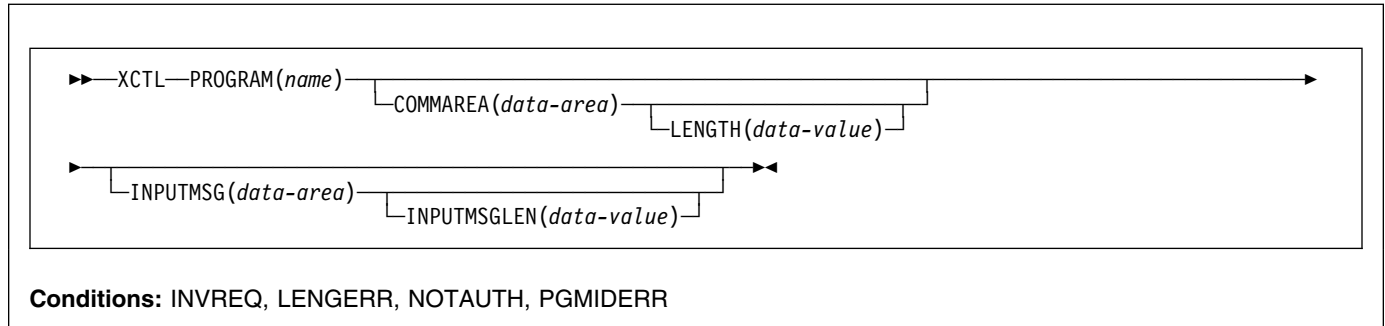 XCTL PROGRAM(name)
COMMAREA(data-area)
LENGTH(data-value)
INPUTMSG(data-area)
INPUTMSGLEN(data-value)
Conditions: INVREQ, LENGERR, NOTAUTH, PGMIDERR